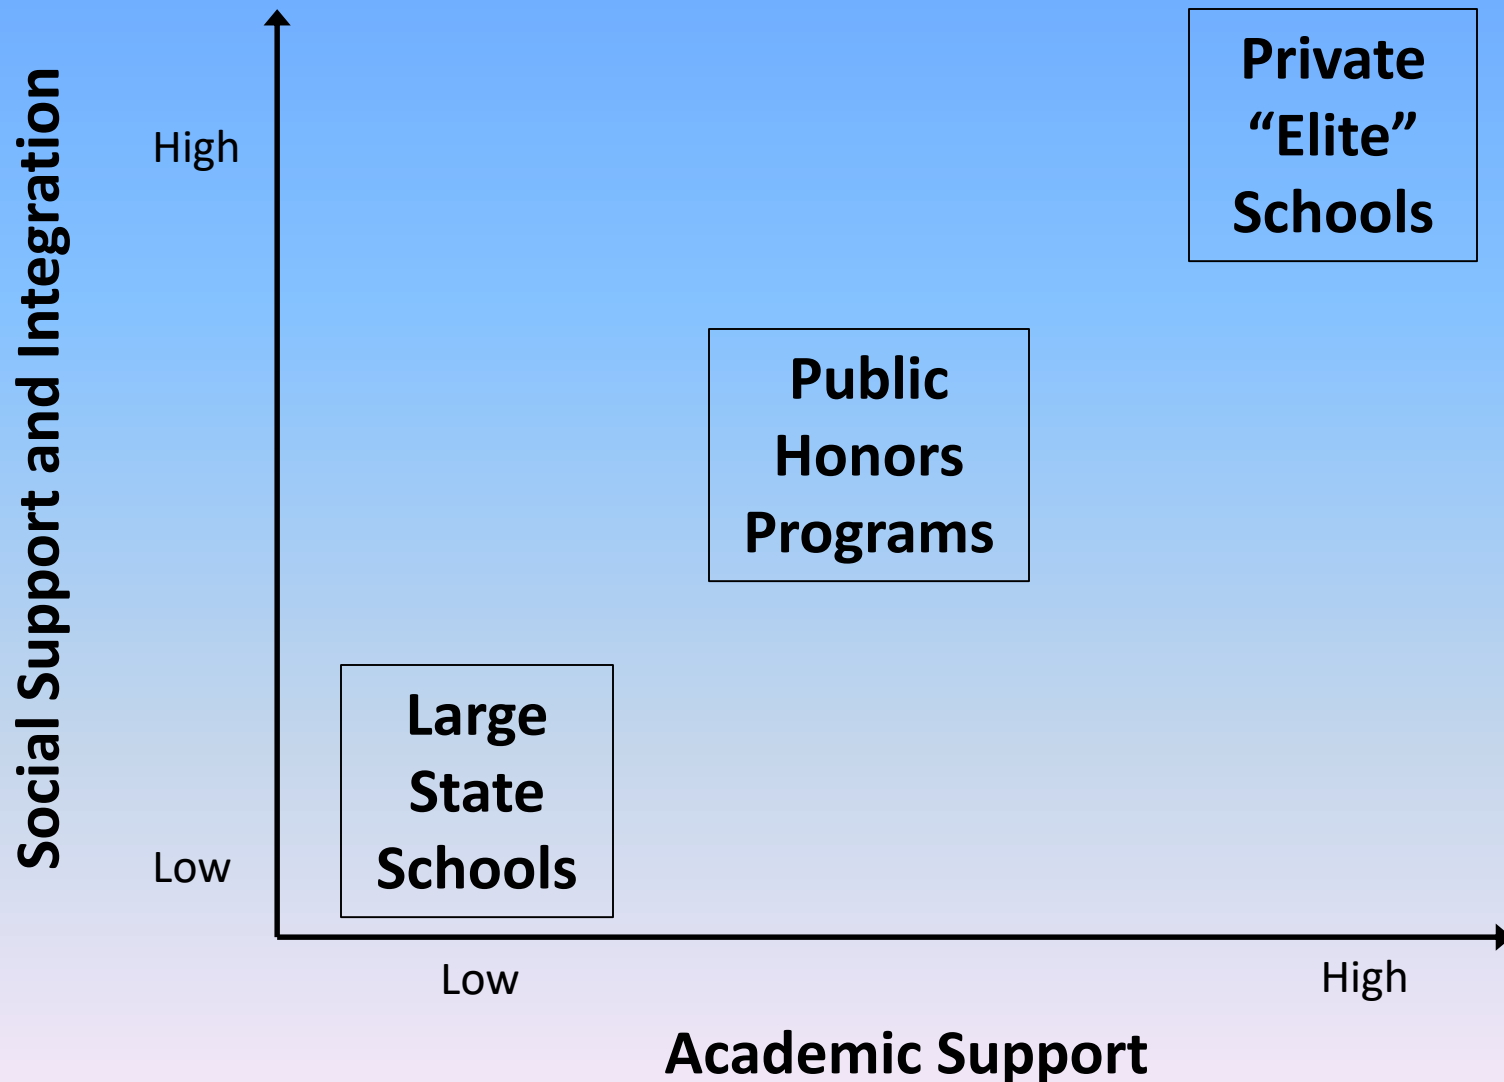 Social Support and Integration
High
Low
Private
“Elite”
Schools
Public
Honors
Programs
Large
State
Schools
Low
High
Academic Support